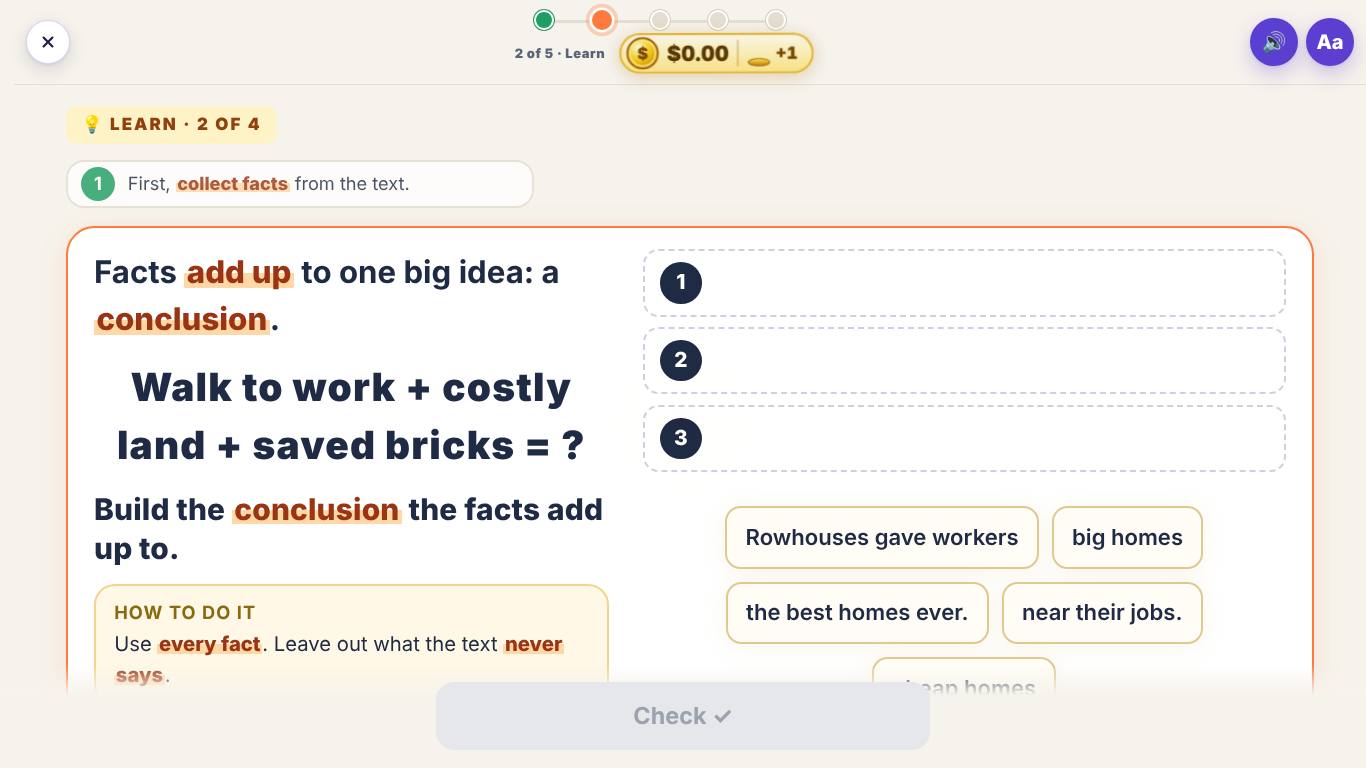 2 of 5 · Learn
$ $0.00 +1
Aa
💡 LEARN · 2 OF 4
1 First, collect facts from the text.
Facts add up to one big idea: a
conclusion.
Walk to work + costly
land + saved bricks = ?
Build the conclusion the facts add
up to.
HOW TO DO IT
Use every fact. Leave out what the text never
says.
1
2
3
Rowhouses gave workers
big homes
the best homes ever.
near their jobs.
homes
Check ✓